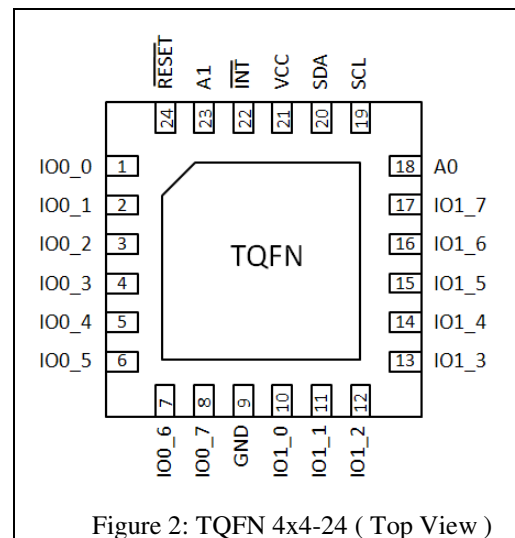 RESET A1 INT VCC SDA SCL
24 23 22 21 20 19
IO0_0 1 18 A0
IO0_1 2 17 IO1_7
IO0_2 3 16 IO1_6
TQFN
IO0_3 4 15 IO1_5
IO0_4 5 14 IO1_4
IO0_5 6 13 IO1_3
7 8 9 10 11 12
IO0_6 IO0_7 GND IO1_0 IO1_1 IO1_2
Figure 2: TQFN 4x4-24 ( Top View )